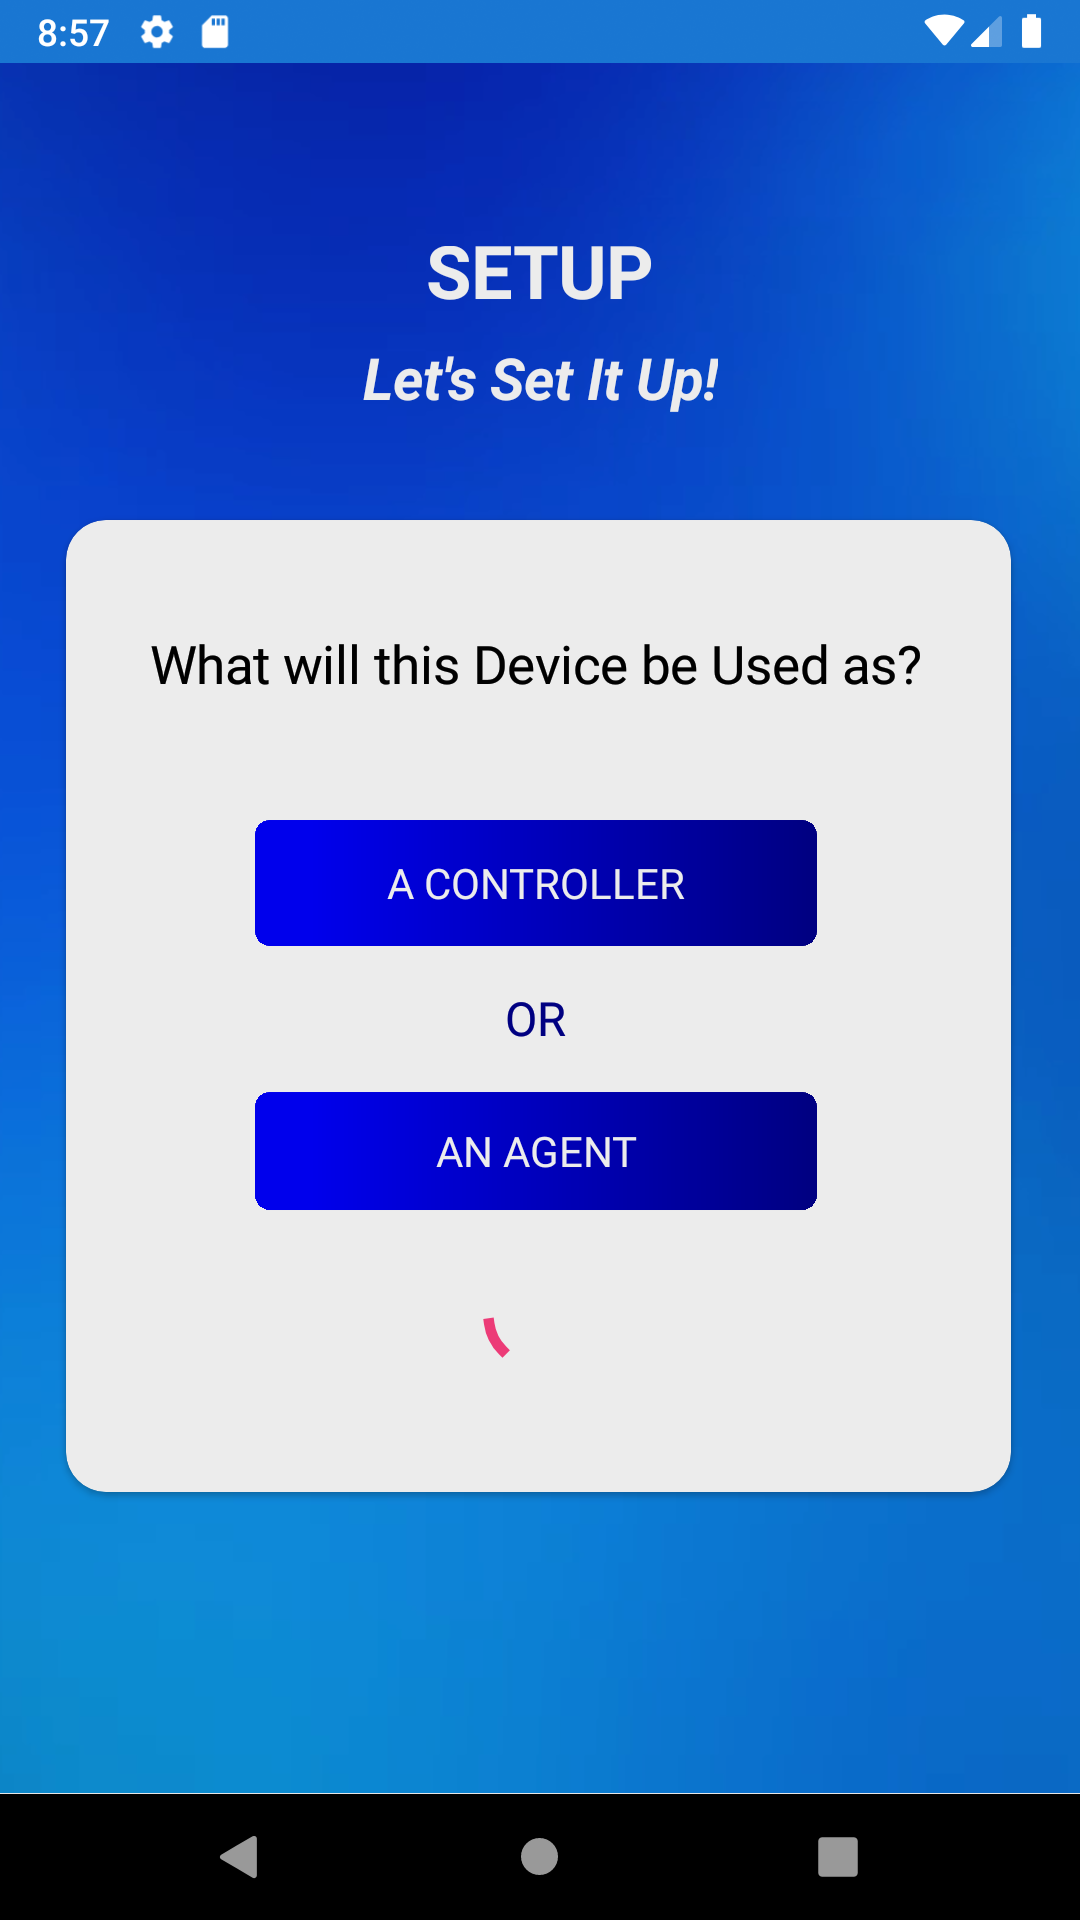 8:57
SETUP
Let's Set It Up!
What will this Device be Used as?
A CONTROLLER
OR
AN AGENT